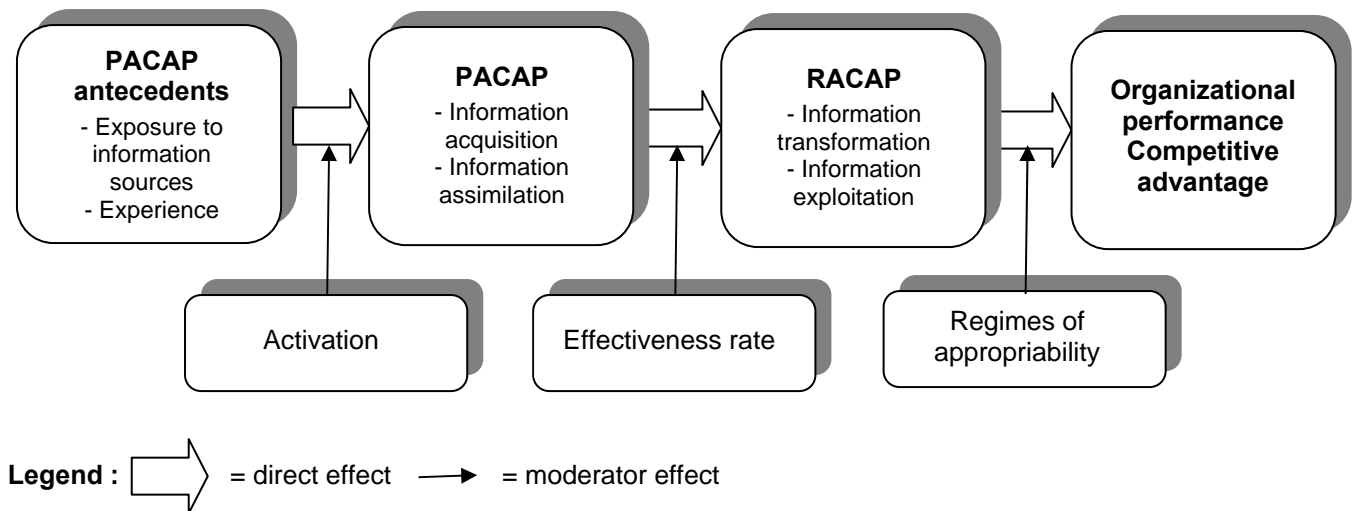 PACAP
antecedents
- Exposure to
information
sources
- Experience
PACAP
- Information
acquisition
- Information
assimilation
RACAP
- Information
transformation
- Information
exploitation
Organizational
performance
Competitive
advantage
Activation
Effectiveness rate
Regimes of
appropriability
Legend : = direct effect = moderator effect